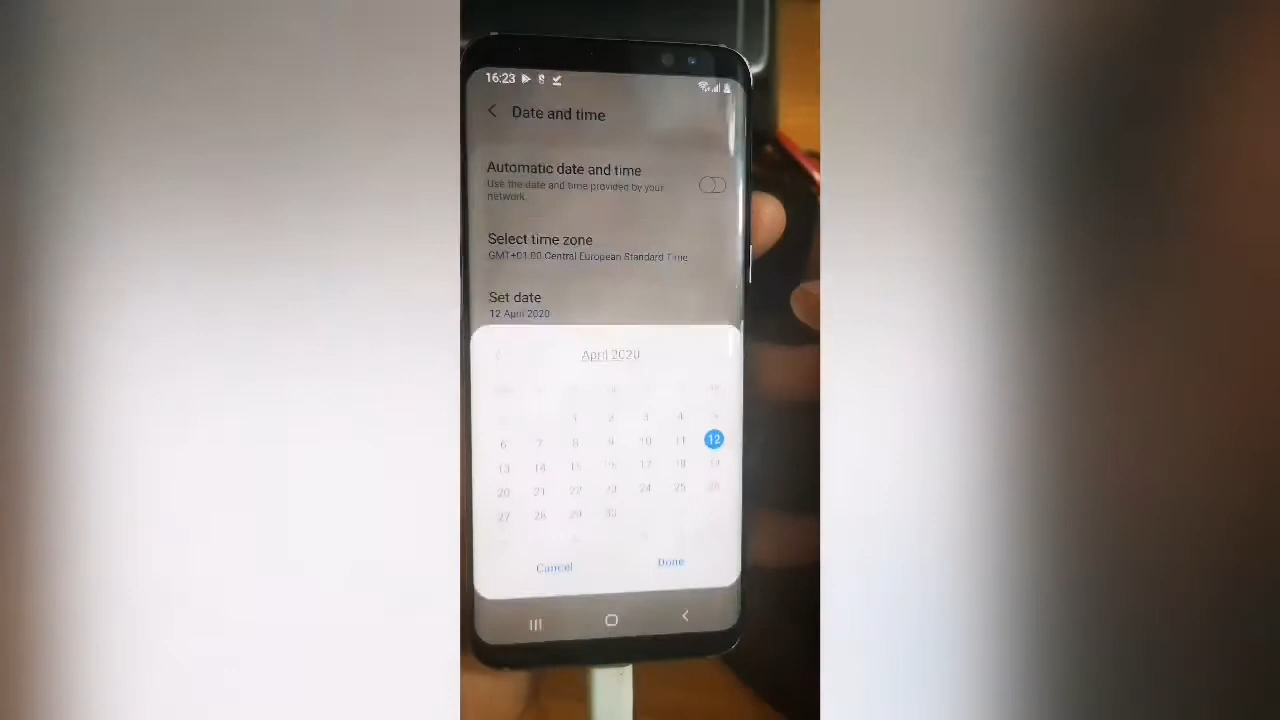 16:23
Date and time
Automatic date and time
Use the date and time provided by your
network.
Select time zone
GMT+01:00 Central European Standard Time
Set date
12 April 2020
April 2020
1 2 3 4 5
6 7 8 9 10 11 12
13 14 15 16 17 18 19
20 21 22 23 24 25 26
27 28 29 30
Cancel Done